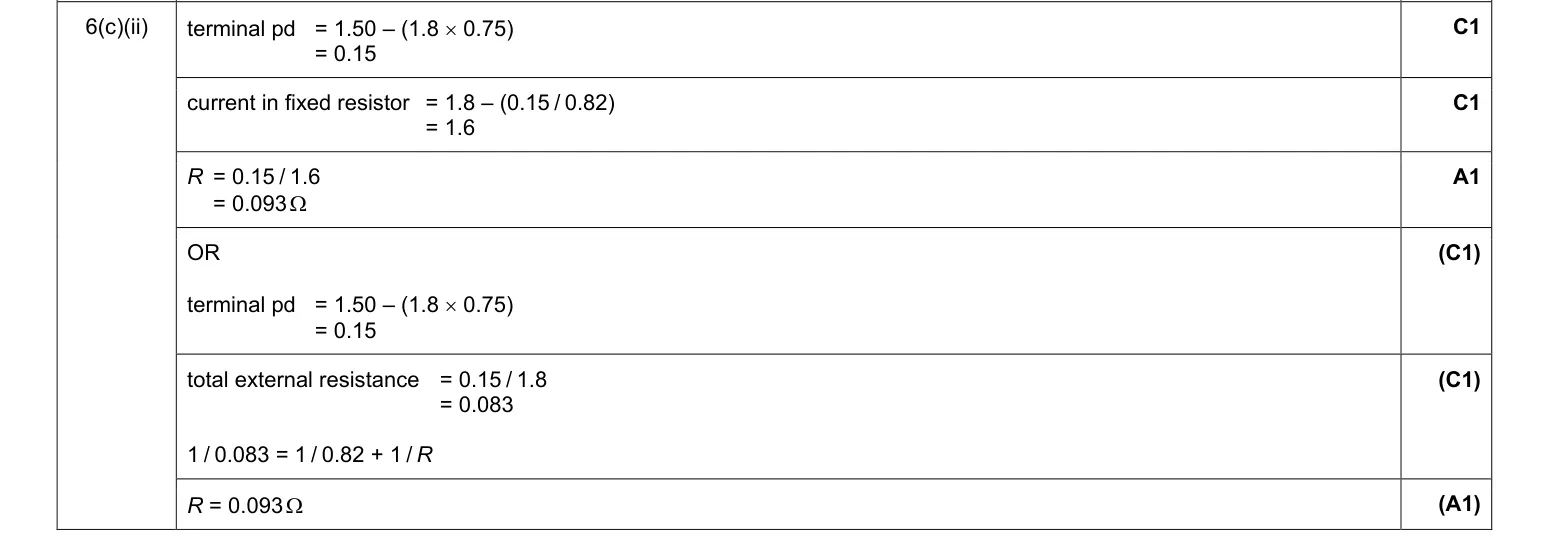 6(c)(ii) terminal pd = 1.50 – (1.8 × 0.75) C1
= 0.15
current in fixed resistor = 1.8 – (0.15 / 0.82) C1
= 1.6
R = 0.15 / 1.6 A1
= 0.093 Ω
OR (C1)
terminal pd = 1.50 – (1.8 × 0.75)
= 0.15
total external resistance = 0.15 / 1.8 (C1)
= 0.083
1 / 0.083 = 1 / 0.82 + 1 / R
R = 0.093 Ω (A1)